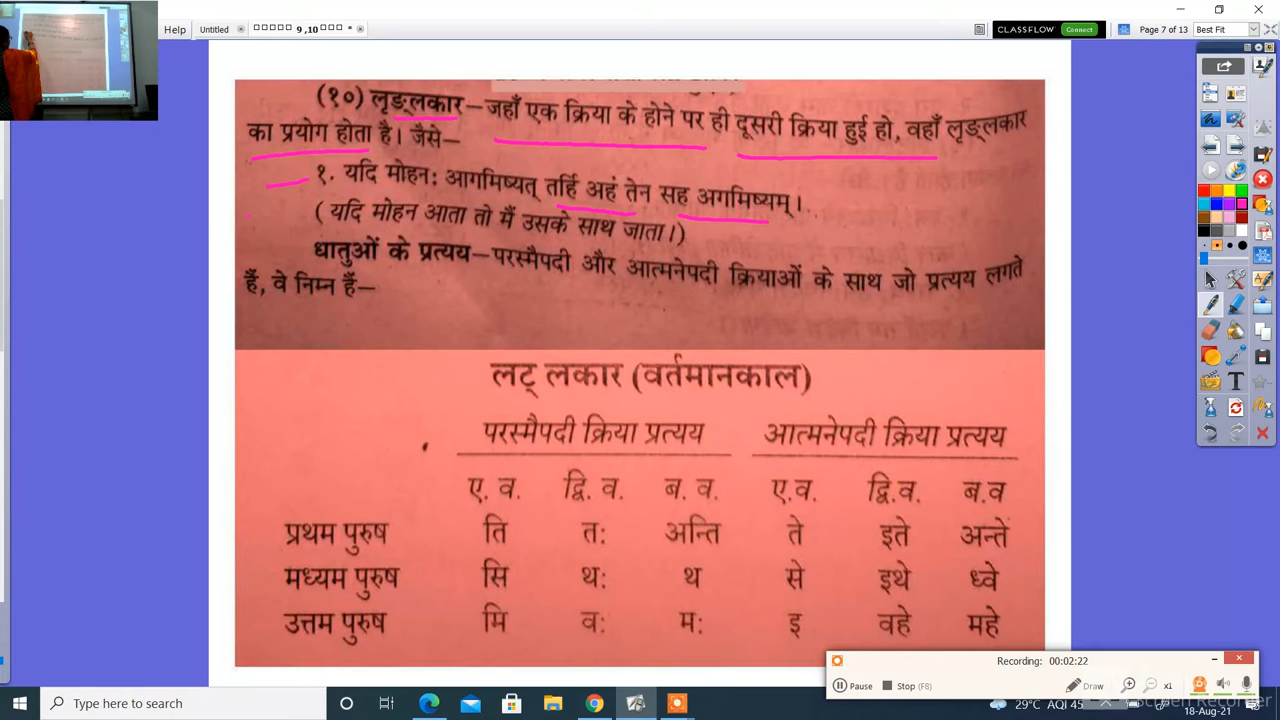 Help
Untitled
9,10
CLASSFLOW Connect
Page 7 of 13
Best Fit
(१०) लृङ्लकार – जहाँ एक क्रिया के होने पर ही दूसरी क्रिया हुई हो, वहाँ लृङ्लकार
का प्रयोग होता है। जैसे–
१. यदि मोहनः आगमिष्यत् तर्हि अहं तेन सह अगमिष्यम्।
( यदि मोहन आता तो मैं उसके साथ जाता।)
धातुओं के प्रत्यय – परस्मैपदी और आत्मनेपदी क्रियाओं के साथ जो प्रत्यय लगते
हैं, वे निम्न हैं–
लट् लकार (वर्तमानकाल)
परस्मैपदी क्रिया प्रत्यय आत्मनेपदी क्रिया प्रत्यय
ए. व. द्वि. व. ब. व. ए.व. द्वि.व. ब.व
प्रथम पुरुष ति तः अन्ति ते इते अन्ते
मध्यम पुरुष सि थः थ से इथे ध्वे
उत्तम पुरुष मि वः मः इ वहे महे
Recording: 00:02:22
Pause Stop (F8) Draw x1
Type here to search
29°C AQI 45
18-Aug-21